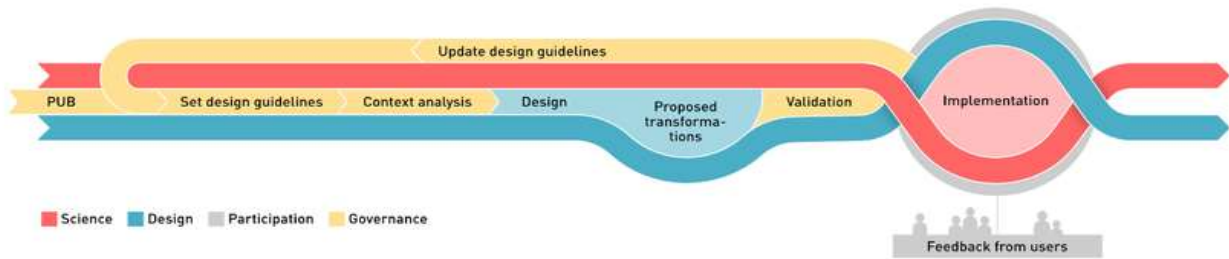 Update design guidelines
PUB
Set design guidelines
Context analysis
Design
Proposed
transforma-
tions
Validation
Implementation
Science
Design
Participation
Governance
Feedback from users